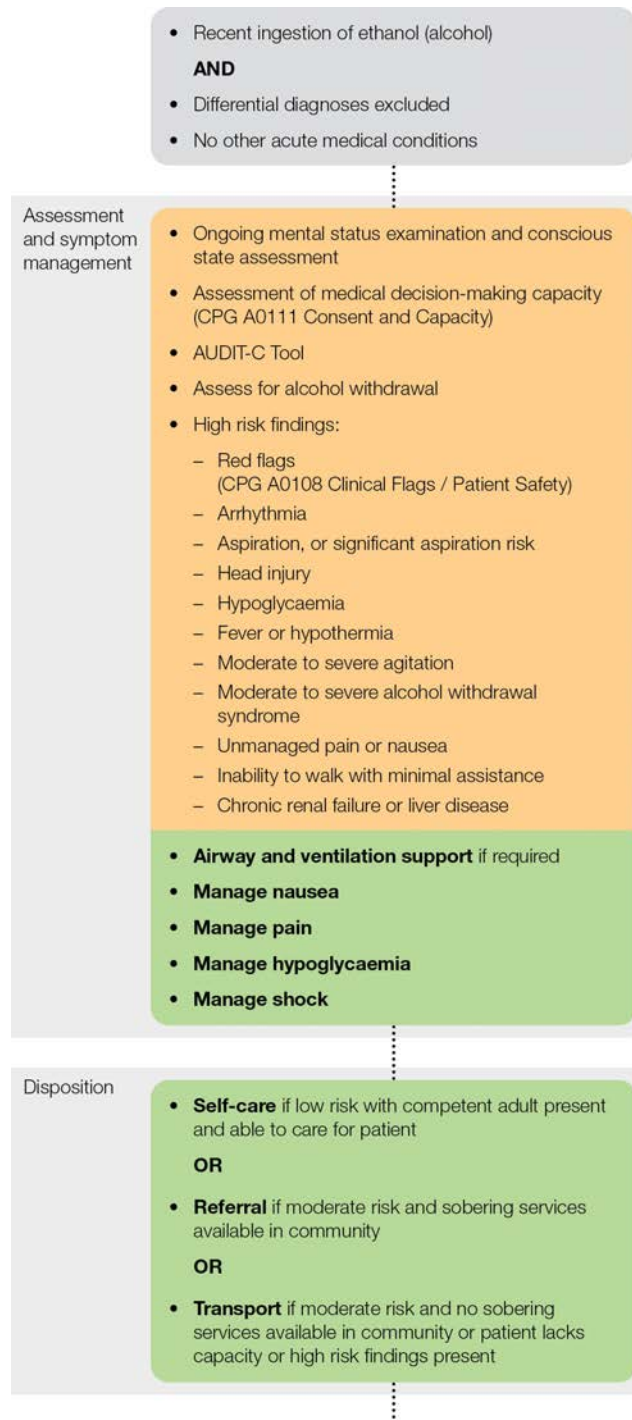 • Recent ingestion of ethanol (alcohol)
AND
• Differential diagnoses excluded
• No other acute medical conditions
Assessment
and symptom
management
• Ongoing mental status examination and conscious
state assessment
• Assessment of medical decision-making capacity
(CPG A0111 Consent and Capacity)
• AUDIT-C Tool
• Assess for alcohol withdrawal
• High risk findings:
– Red flags
(CPG A0108 Clinical Flags / Patient Safety)
– Arrhythmia
– Aspiration, or significant aspiration risk
– Head injury
– Hypoglycaemia
– Fever or hypothermia
– Moderate to severe agitation
– Moderate to severe alcohol withdrawal
syndrome
– Unmanaged pain or nausea
– Inability to walk with minimal assistance
– Chronic renal failure or liver disease
• Airway and ventilation support if required
• Manage nausea
• Manage pain
• Manage hypoglycaemia
• Manage shock
Disposition
• Self-care if low risk with competent adult present
and able to care for patient
OR
• Referral if moderate risk and sobering services
available in community
OR
• Transport if moderate risk and no sobering
services available in community or patient lacks
capacity or high risk findings present